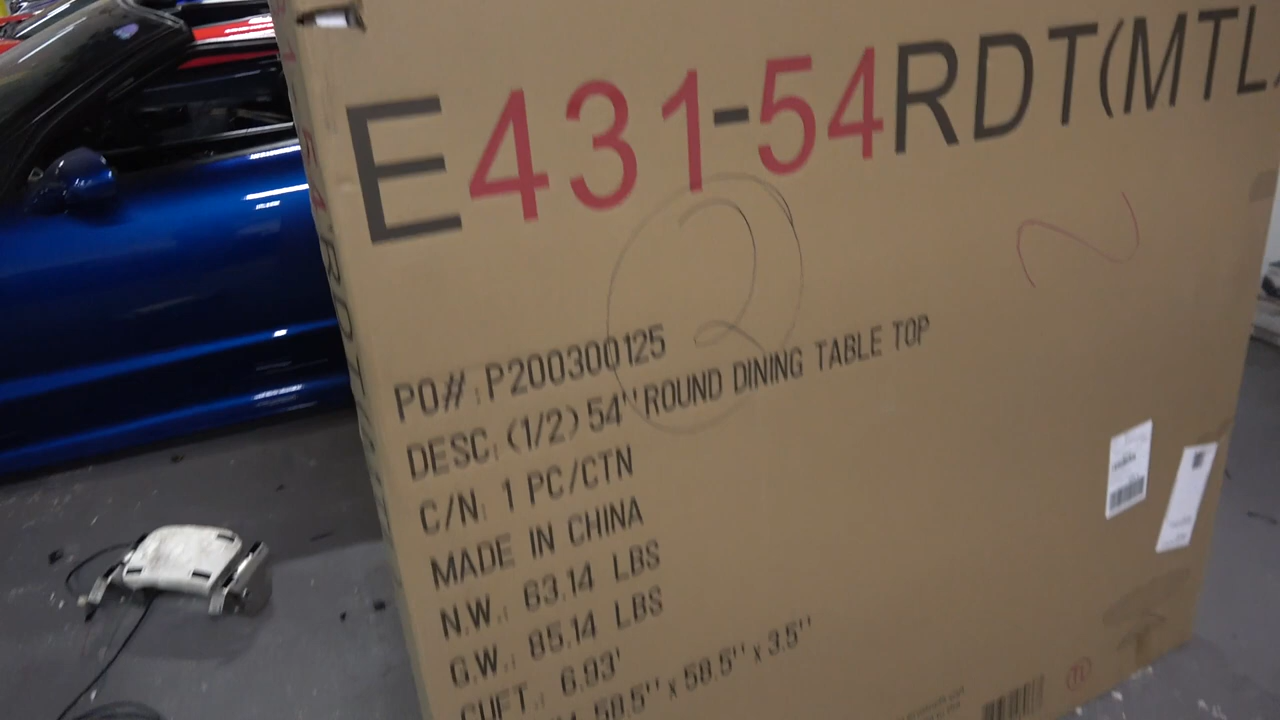 E431-54RDT(MTL
2
PO#: P200300125
DESC: (1/2) 54" ROUND DINING TABLE TOP
C/N: 1 PC/CTN
MADE IN CHINA
N.W.: 63.14 LBS
G.W.: 85.14 LBS
CUFT.: 6.93'
58.5" x 58.5" x 3.5"